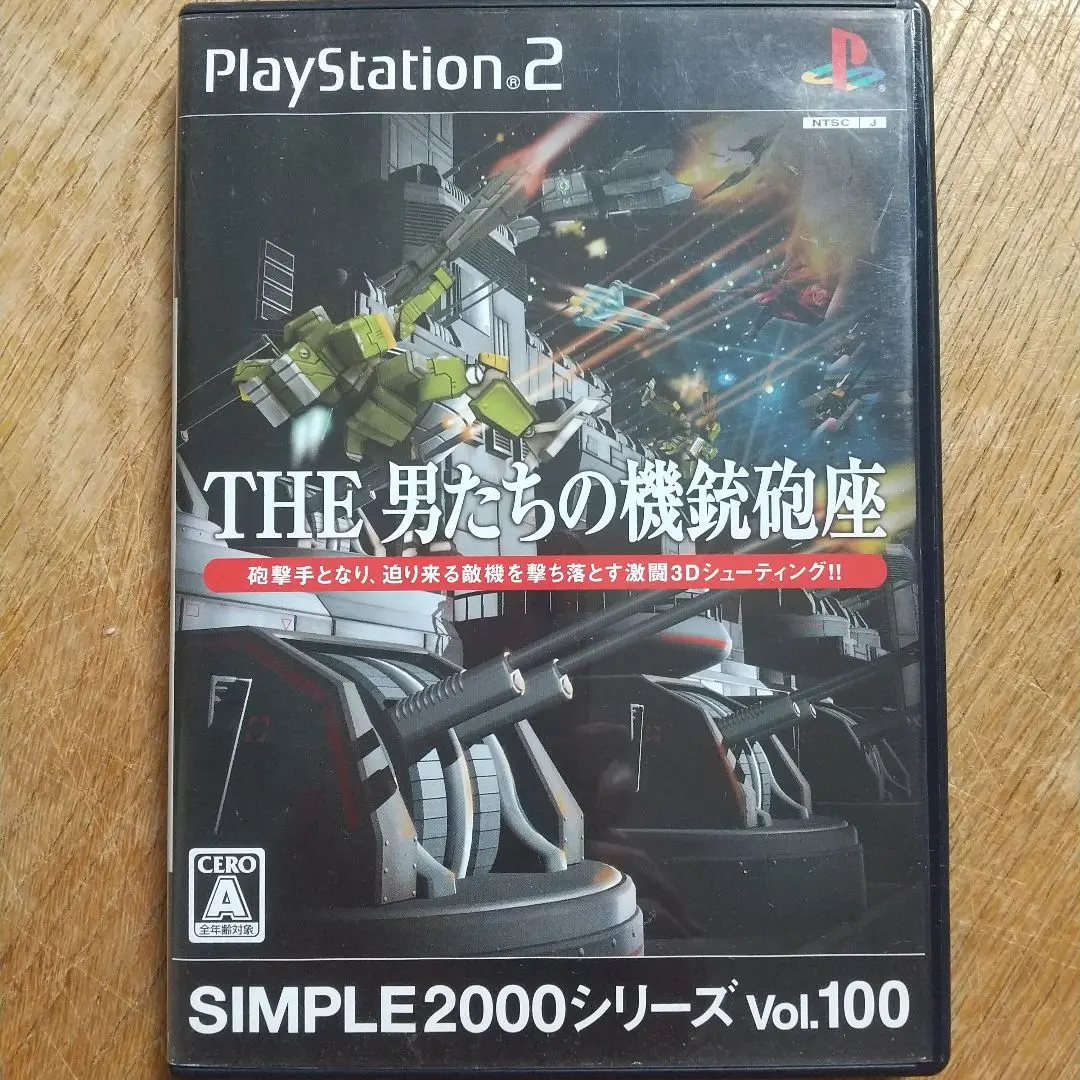 PlayStation®2
NTSC J
THE 男たちの機銃砲座
砲撃手となり、迫り来る敵機を撃ち落とす激闘3Dシューティング!!
CERO
A
全年齢対象
SIMPLE2000シリーズ Vol.100